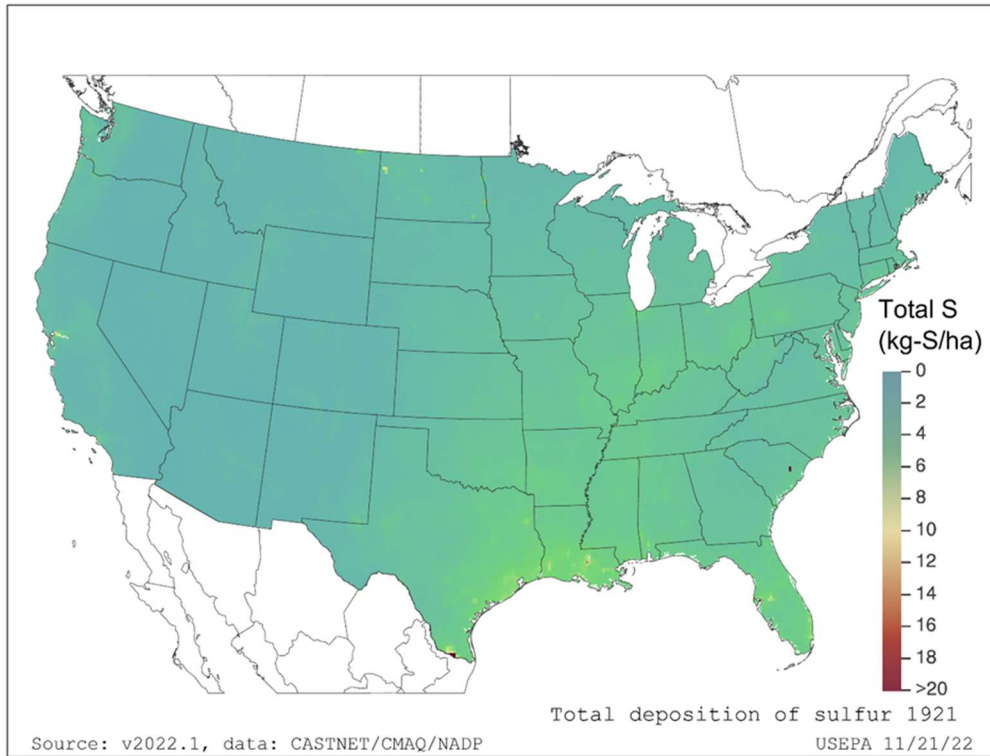 Total S
(kg-S/ha)
0
2
4
6
8
10
12
14
16
18
>20
Total deposition of sulfur 1921
Source: v2022.1, data: CASTNET/CMAQ/NADP
USEPA 11/21/22